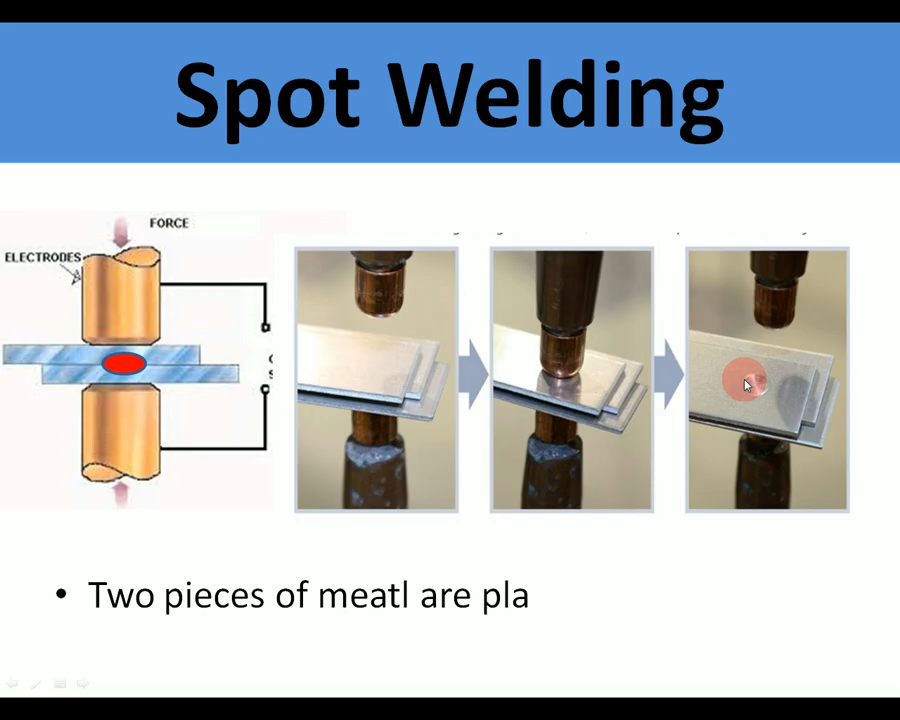 Spot Welding
FORCE
ELECTRODES
• Two pieces of meatl are pla